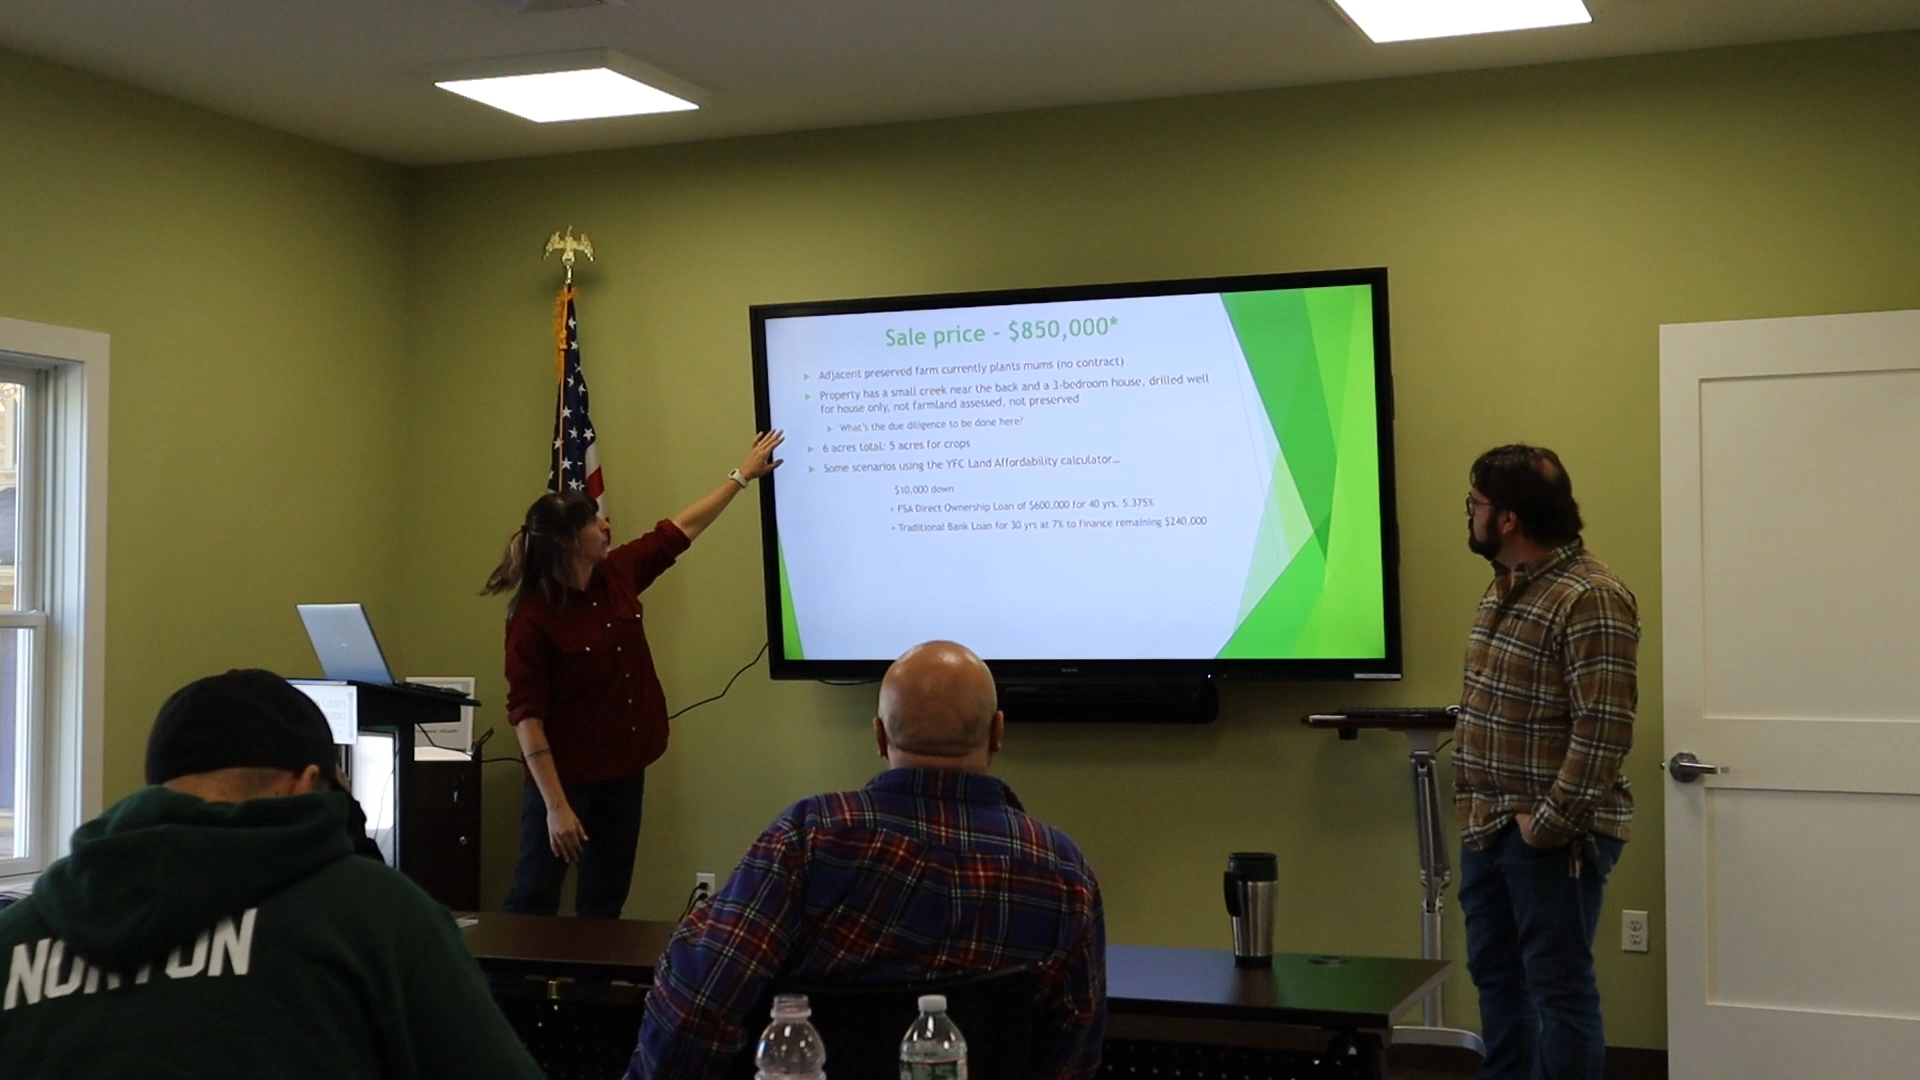 Sale price - $850,000*
Adjacent preserved farm currently plants mums (no contract)
Property has a small creek near the back and a 3-bedroom house, drilled well
for house only, not farmland assessed, not preserved
What's the due diligence to be done here?
6 acres total: 5 acres for crops
Some scenarios using the YFC Land Affordability calculator...
$10,000 down
• FSA Direct Ownership Loan of $600,000 for 40 yrs. 5.375%
• Traditional Bank Loan for 30 yrs at 7% to finance remaining $240,000
NORTON